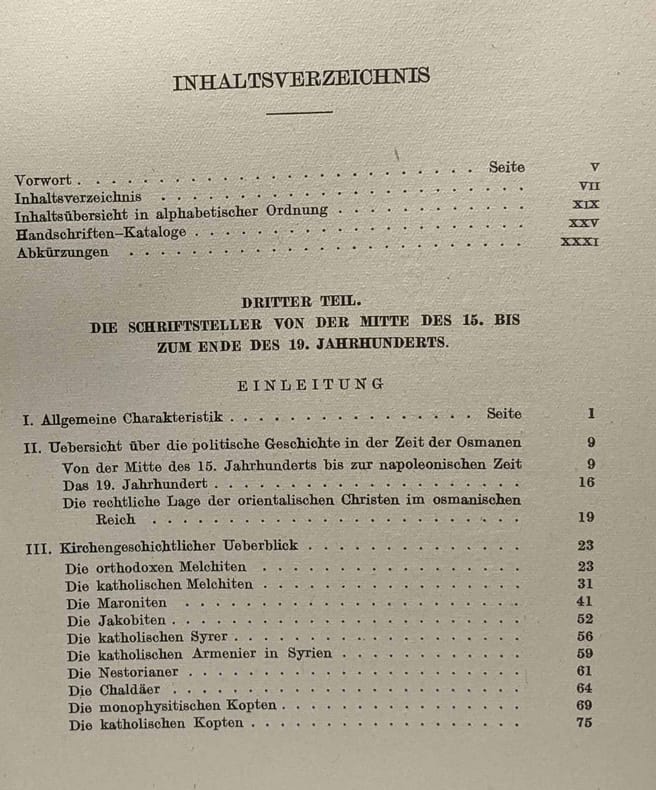 INHALTSVERZEICHNIS
Vorwort . . . . . . . . . . . . . . . . . . . . . Seite V
Inhaltsverzeichnis . . . . . . . . . . . . . . . . . . . VII
Inhaltsübersicht in alphabetischer Ordnung . . . . . . . . . . XIX
Handschriften-Kataloge . . . . . . . . . . . . . . . . . XXV
Abkürzungen . . . . . . . . . . . . . . . . . . . . . XXXI
DRITTER TEIL.
DIE SCHRIFTSTELLER VON DER MITTE DES 15. BIS
ZUM ENDE DES 19. JAHRHUNDERTS.
EINLEITUNG
I. Allgemeine Charakteristik . . . . . . . . . . . . . Seite 1
II. Uebersicht über die politische Geschichte in der Zeit der Osmanen 9
Von der Mitte des 15. Jahrhunderts bis zur napoleonischen Zeit 9
Das 19. Jahrhundert . . . . . . . . . . . . . . . . 16
Die rechtliche Lage der orientalischen Christen im osmanischen
Reich . . . . . . . . . . . . . . . . . . . 19
III. Kirchengeschichtlicher Ueberblick . . . . . . . . . . . 23
Die orthodoxen Melchiten . . . . . . . . . . . . . . 23
Die katholischen Melchiten . . . . . . . . . . . . . . 31
Die Maroniten . . . . . . . . . . . . . . . . . . 41
Die Jakobiten . . . . . . . . . . . . . . . . . . . 52
Die katholischen Syrer . . . . . . . . . . . . . . . 56
Die katholischen Armenier in Syrien . . . . . . . . . . 59
Die Nestorianer . . . . . . . . . . . . . . . . . . 61
Die Chaldäer . . . . . . . . . . . . . . . . . . . 64
Die monophysitischen Kopten . . . . . . . . . . . . . 69
Die katholischen Kopten . . . . . . . . . . . . . . . 75